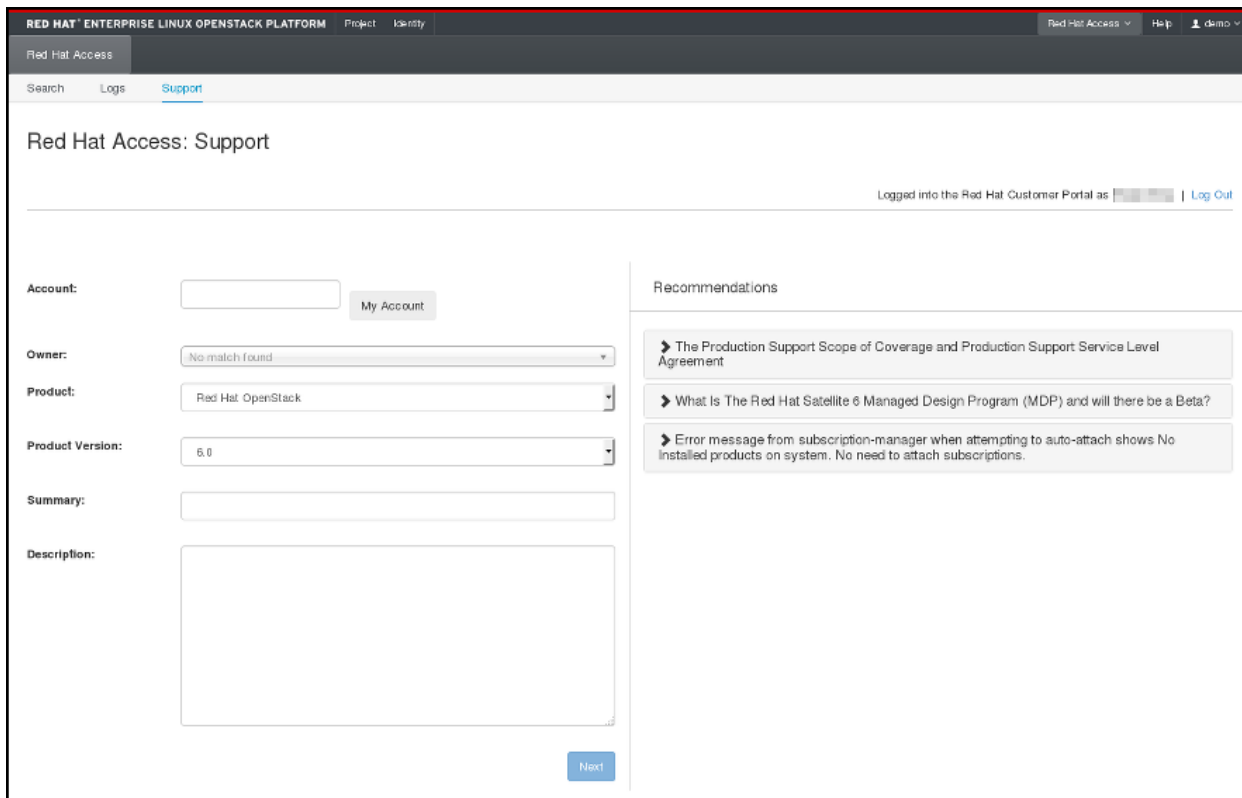 RED HAT® ENTERPRISE LINUX OPENSTACK PLATFORM Project Identity Red Hat Access Help demo
Red Hat Access
Search Logs Support
Red Hat Access: Support
Logged into the Red Hat Customer Portal as | Log Out
Account:
My Account
Owner:
No match found
Product:
Red Hat OpenStack
Product Version:
6.0
Summary:
Description:
Next
Recommendations
The Production Support Scope of Coverage and Production Support Service Level
Agreement
What Is The Red Hat Satellite 6 Managed Design Program (MDP) and will there be a Beta?
Error message from subscription-manager when attempting to auto-attach shows No
Installed products on system. No need to attach subscriptions.